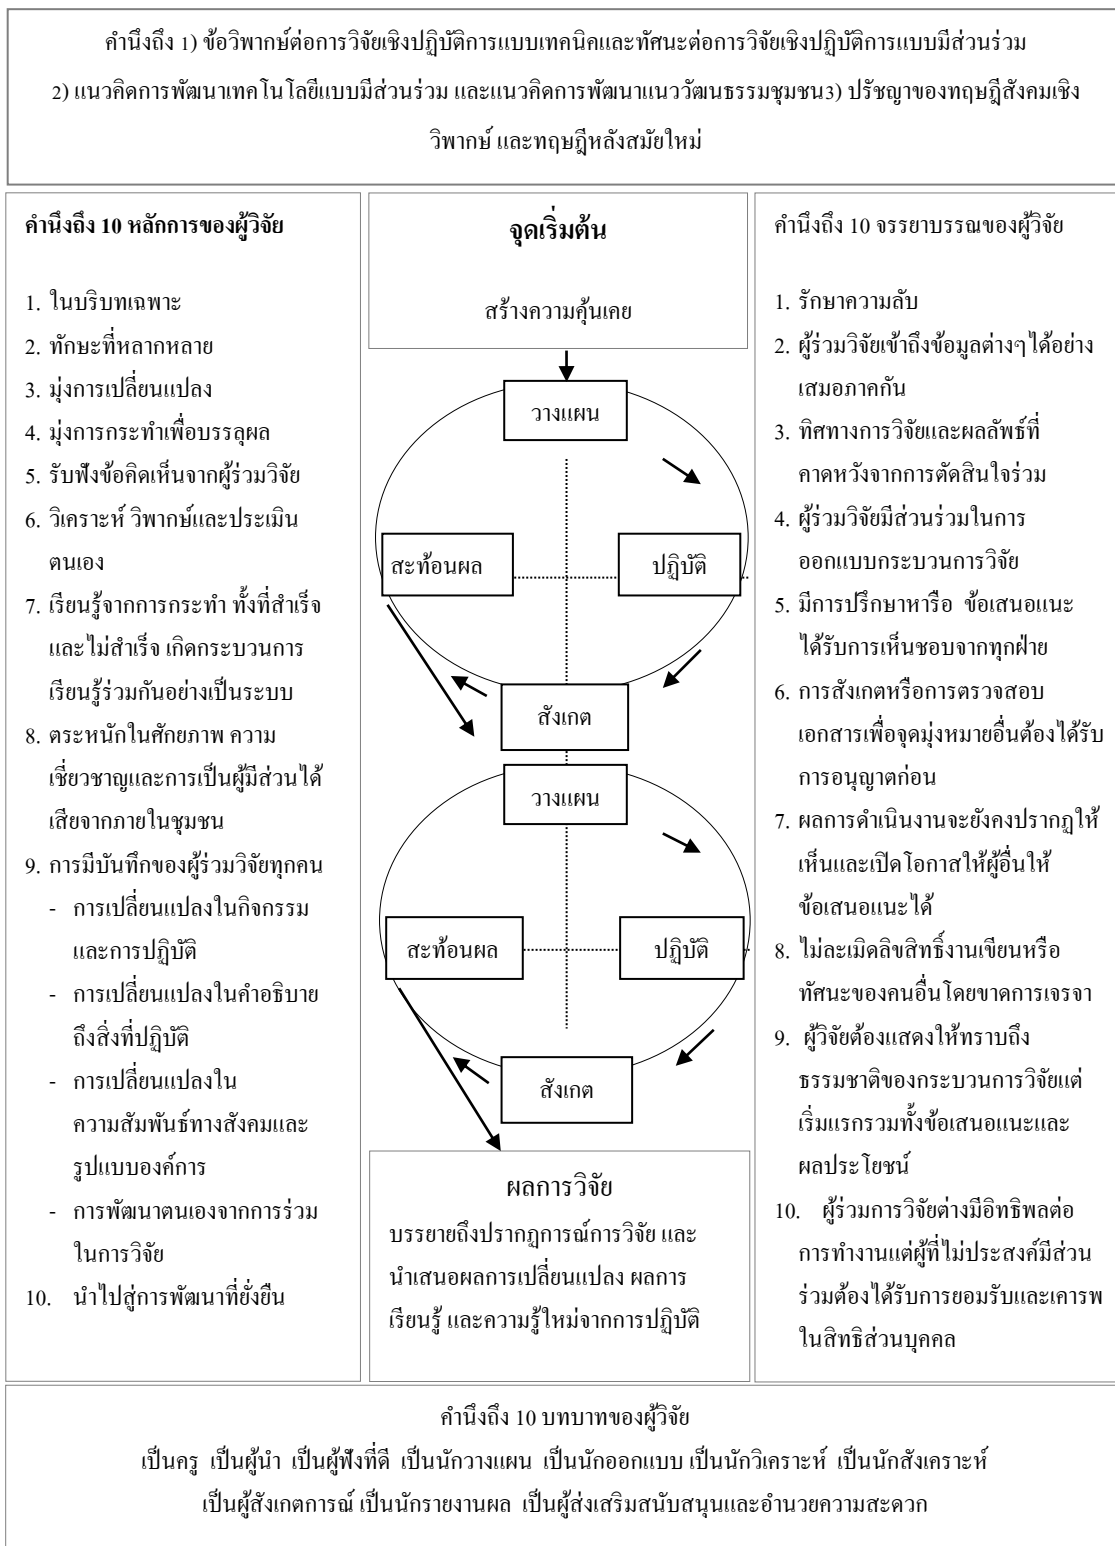 คำนึงถึง 1) ข้อวิพากษ์ต่อการวิจัยเชิงปฏิบัติการแบบเทคนิคและทัศนะต่อการวิจัยเชิงปฏิบัติการแบบมีส่วนร่วม
2) แนวคิดการพัฒนาเทคโนโลยีแบบมีส่วนร่วม และแนวคิดการพัฒนาแนววัฒนธรรมชุมชน3) ปรัชญาของทฤษฎีสังคมเชิง
วิพากษ์ และทฤษฎีหลังสมัยใหม่
คำนึงถึง 10 หลักการของผู้วิจัย
1. ในบริบทเฉพาะ
2. ทักษะที่หลากหลาย
3. มุ่งการเปลี่ยนแปลง
4. มุ่งการกระทำเพื่อบรรลุผล
5. รับฟังข้อคิดเห็นจากผู้ร่วมวิจัย
6. วิเคราะห์ วิพากษ์และประเมิน
ตนเอง
7. เรียนรู้จากการกระทำ ทั้งที่สำเร็จ
และไม่สำเร็จ เกิดกระบวนการ
เรียนรู้ร่วมกันอย่างเป็นระบบ
8. ตระหนักในศักยภาพ ความ
เชี่ยวชาญและการเป็นผู้มีส่วนได้
เสียจากภายในชุมชน
9. การมีบันทึกของผู้ร่วมวิจัยทุกคน
- การเปลี่ยนแปลงในกิจกรรม
และการปฏิบัติ
- การเปลี่ยนแปลงในคำอธิบาย
ถึงสิ่งที่ปฏิบัติ
- การเปลี่ยนแปลงใน
ความสัมพันธ์ทางสังคมและ
รูปแบบองค์การ
- การพัฒนาตนเองจากการร่วม
ในการวิจัย
10. นำไปสู่การพัฒนาที่ยั่งยืน
จุดเริ่มต้น
สร้างความคุ้นเคย
วางแผน
สะท้อนผล
ปฏิบัติ
สังเกต
วางแผน
สะท้อนผล
ปฏิบัติ
สังเกต
ผลการวิจัย
บรรยายถึงปรากฏการณ์การวิจัย และ
นำเสนอผลการเปลี่ยนแปลง ผลการ
เรียนรู้ และความรู้ใหม่จากการปฏิบัติ
คำนึงถึง 10 จรรยาบรรณของผู้วิจัย
1. รักษาความลับ
2. ผู้ร่วมวิจัยเข้าถึงข้อมูลต่างๆได้อย่าง
เสมอภาคกัน
3. ทิศทางการวิจัยและผลลัพธ์ที่
คาดหวังจากการตัดสินใจร่วม
4. ผู้ร่วมวิจัยมีส่วนร่วมในการ
ออกแบบกระบวนการวิจัย
5. มีการปรึกษาหารือ ข้อเสนอแนะ
ได้รับการเห็นชอบจากทุกฝ่าย
6. การสังเกตหรือการตรวจสอบ
เอกสารเพื่อจุดมุ่งหมายอื่นต้องได้รับ
การอนุญาตก่อน
7. ผลการดำเนินงานจะยังคงปรากฏให้
เห็นและเปิดโอกาสให้ผู้อื่นให้
ข้อเสนอแนะได้
8. ไม่ละเมิดลิขสิทธิ์งานเขียนหรือ
ทัศนะของคนอื่นโดยขาดการเจรจา
9. ผู้วิจัยต้องแสดงให้ทราบถึง
ธรรมชาติของกระบวนการวิจัยแต่
เริ่มแรกรวมทั้งข้อเสนอแนะและ
ผลประโยชน์
10. ผู้ร่วมการวิจัยต่างมีอิทธิพลต่อ
การทำงานแต่ผู้ที่ไม่ประสงค์มีส่วน
ร่วมต้องได้รับการยอมรับและเคารพ
ในสิทธิส่วนบุคคล
คำนึงถึง 10 บทบาทของผู้วิจัย
เป็นครู เป็นผู้นำ เป็นผู้ฟังที่ดี เป็นนักวางแผน เป็นนักออกแบบ เป็นนักวิเคราะห์ เป็นนักสังเคราะห์
เป็นผู้สังเกตการณ์ เป็นนักรายงานผล เป็นผู้ส่งเสริมสนับสนุนและอำนวยความสะดวก